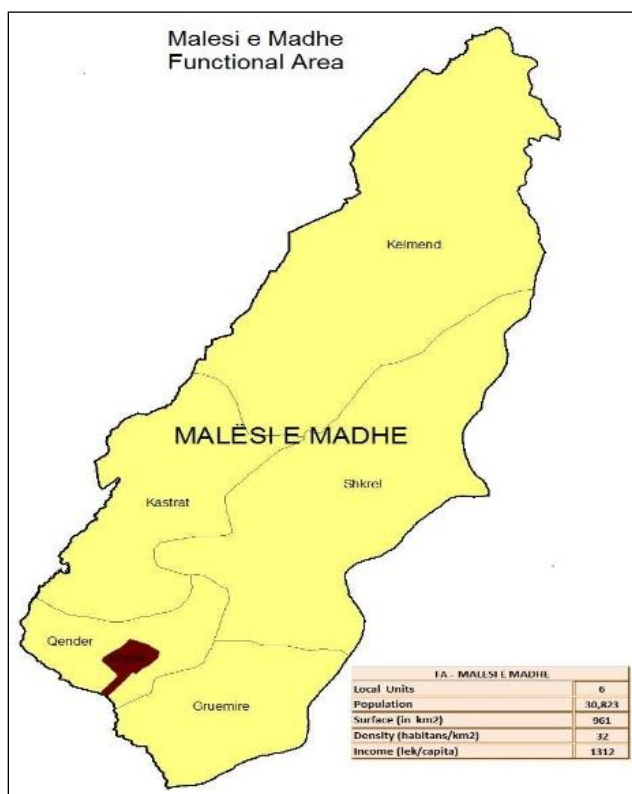 Malesi e Madhe
Functional Area
Kelmend
MALËSI E MADHE
Shkrel
Kastrat
Qender
Gruemire
FA - MALESI E MADHE
Local Units 6
Population 30,823
Surface (in km2) 961
Density (habitans/km2) 32
Income (lek/capita) 1312